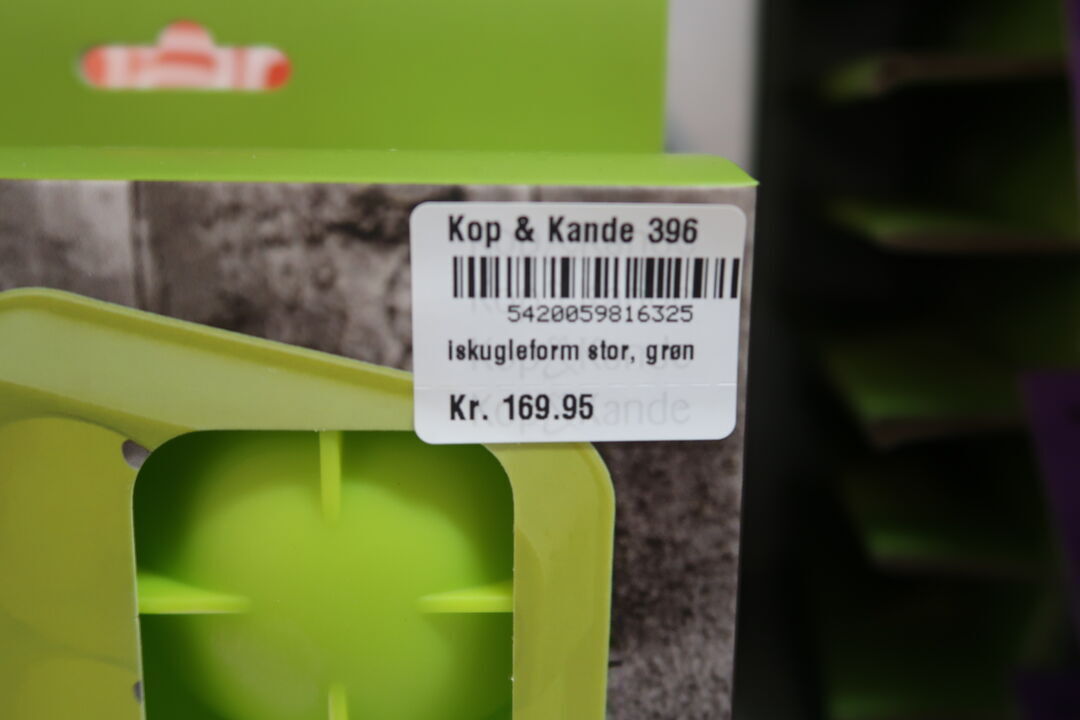 Kop & Kande 396
5420059816325
iskugleform stor, grøn
Kr. 169.95